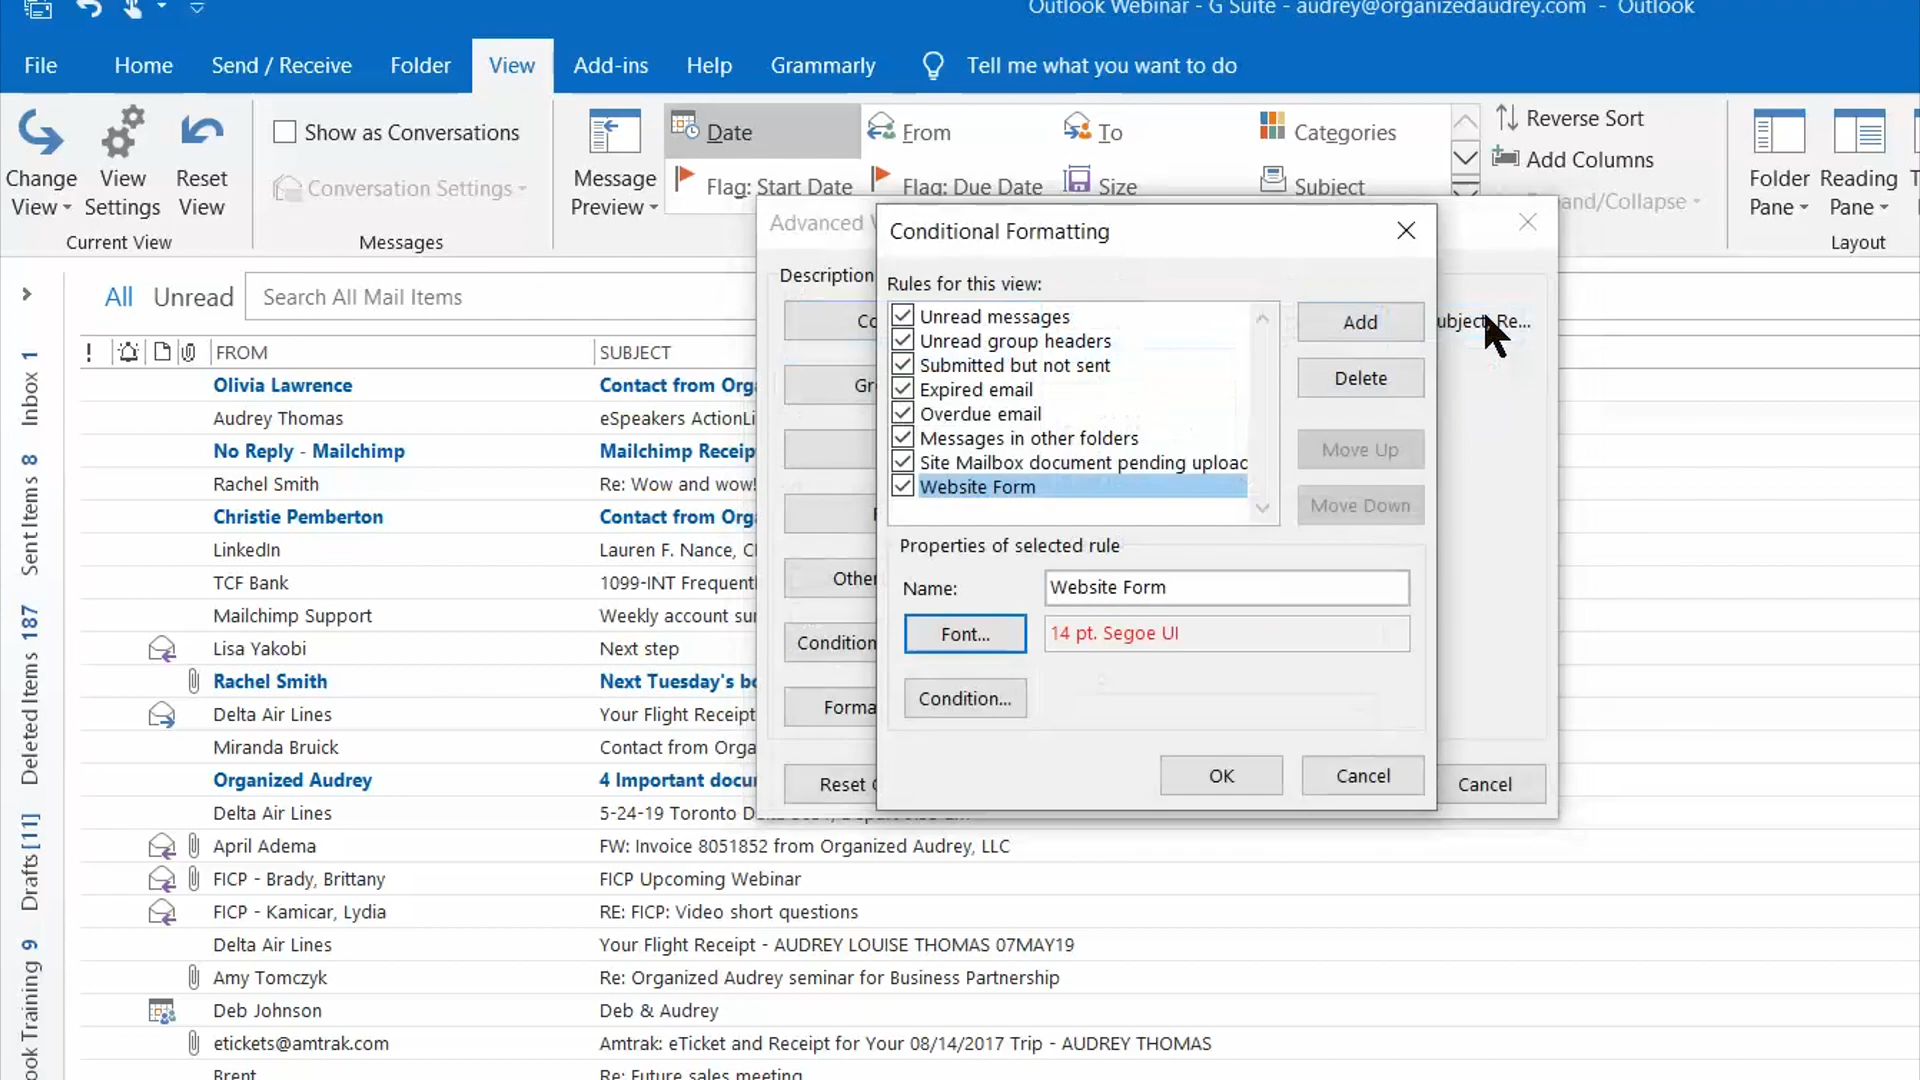 Outlook Webinar - G Suite - audrey@organizedaudrey.com - Outlook
File Home Send / Receive Folder View Add-ins Help Grammarly Tell me what you want to do
Change View
View Settings
Reset View
Current View
Show as Conversations
Conversation Settings
Messages
Message Preview
Date From To Categories
Flag: Start Date Flag: Due Date Size Subject
Reverse Sort
Add Columns
and/Collapse
Folder Pane
Reading Pane
Layout
Advanced
Description
Reset
Cancel
Conditional Formatting
Rules for this view:
Unread messages
Unread group headers
Submitted but not sent
Expired email
Overdue email
Messages in other folders
Site Mailbox document pending upload
Website Form
Add
Delete
Move Up
Move Down
Properties of selected rule
Name: Website Form
Font... 14 pt. Segoe UI
Condition...
OK Cancel
Inbox 1
Sent Items 8
Deleted Items 187
Drafts [11]
ook Training 9
All Unread Search All Mail Items
! FROM SUBJECT
Olivia Lawrence Contact from Org
Audrey Thomas eSpeakers ActionLi
No Reply - Mailchimp Mailchimp Receip
Rachel Smith Re: Wow and wow!
Christie Pemberton Contact from Org
LinkedIn Lauren F. Nance, C
TCF Bank 1099-INT Frequentl
Mailchimp Support Weekly account su
Lisa Yakobi Next step
Rachel Smith Next Tuesday's b
Delta Air Lines Your Flight Receipt
Miranda Bruick Contact from Orga
Organized Audrey 4 Important docu
Delta Air Lines 5-24-19 Toronto
April Adema FW: Invoice 8051852 from Organized Audrey, LLC
FICP - Brady, Brittany FICP Upcoming Webinar
FICP - Kamicar, Lydia RE: FICP: Video short questions
Delta Air Lines Your Flight Receipt - AUDREY LOUISE THOMAS 07MAY19
Amy Tomczyk Re: Organized Audrey seminar for Business Partnership
Deb Johnson Deb & Audrey
etickets@amtrak.com Amtrak: eTicket and Receipt for Your 08/14/2017 Trip - AUDREY THOMAS
Brent Re: Future sales meeting